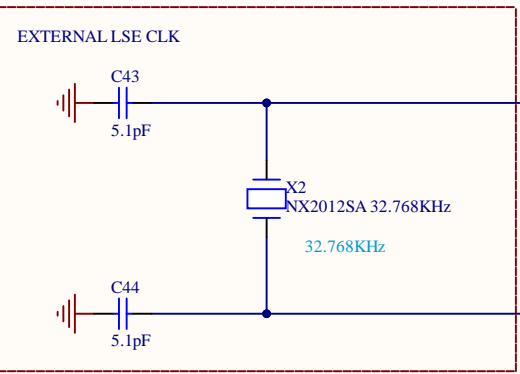 EXTERNAL LSE CLK
C43
5.1pF
X2
NX2012SA 32.768KHz
32.768KHz
C44
5.1pF